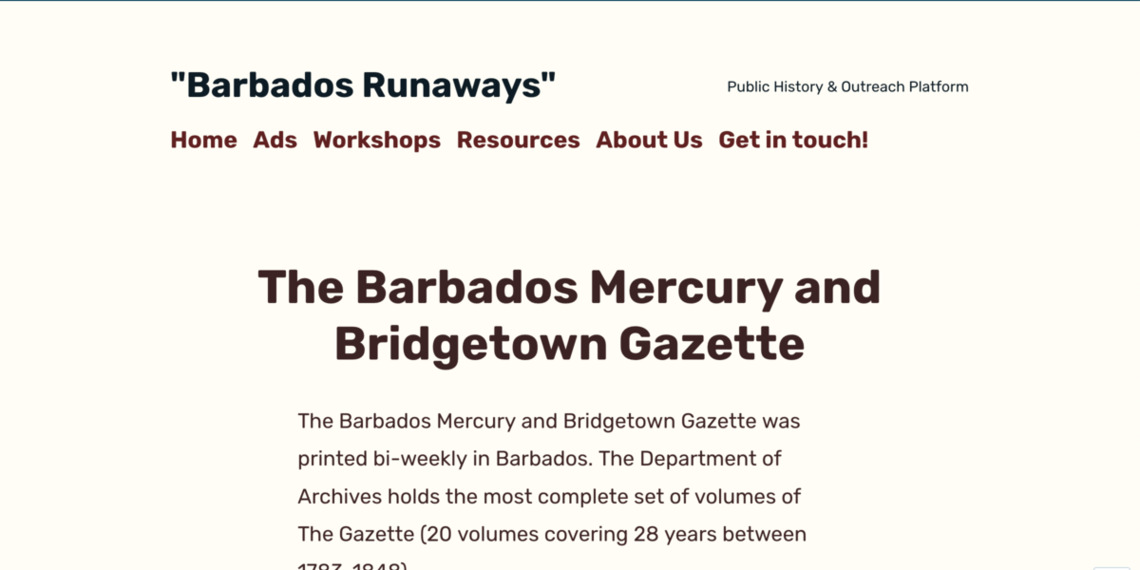 "Barbados Runaways"
Public History & Outreach Platform
Home Ads Workshops Resources About Us Get in touch!
The Barbados Mercury and
Bridgetown Gazette
The Barbados Mercury and Bridgetown Gazette was
printed bi-weekly in Barbados. The Department of
Archives holds the most complete set of volumes of
The Gazette (20 volumes covering 28 years between